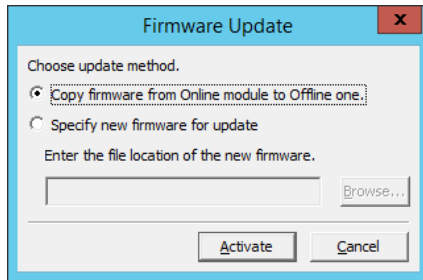 Firmware Update
x
Choose update method.
Copy firmware from Online module to Offline one.
Specify new firmware for update
Enter the file location of the new firmware.
Browse...
Activate
Cancel